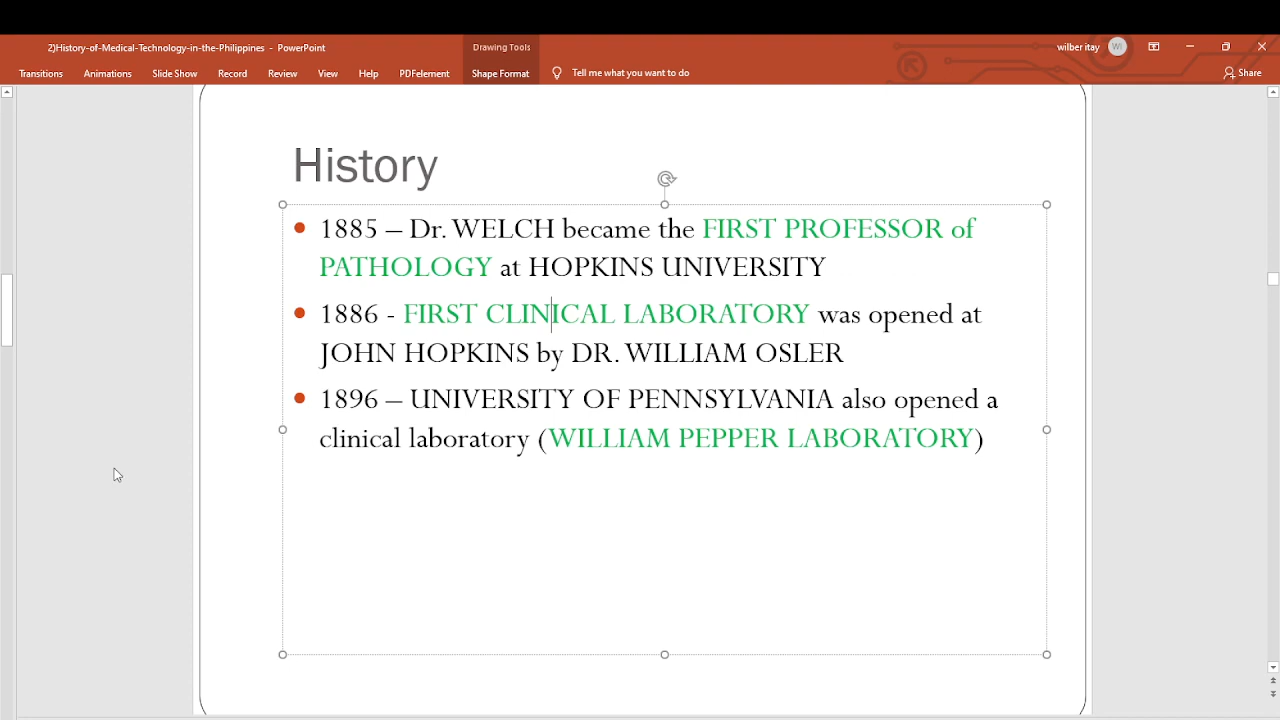 2)History-of-Medical-Technology-in-the-Philippines - PowerPoint
Drawing Tools
wilber itay
WI
Transitions Animations Slide Show Record Review View Help PDFelement Shape Format Tell me what you want to do Share
History
• 1885 – Dr. WELCH became the FIRST PROFESSOR of
PATHOLOGY at HOPKINS UNIVERSITY
• 1886 - FIRST CLINICAL LABORATORY was opened at
JOHN HOPKINS by DR. WILLIAM OSLER
• 1896 – UNIVERSITY OF PENNSYLVANIA also opened a
clinical laboratory (WILLIAM PEPPER LABORATORY)